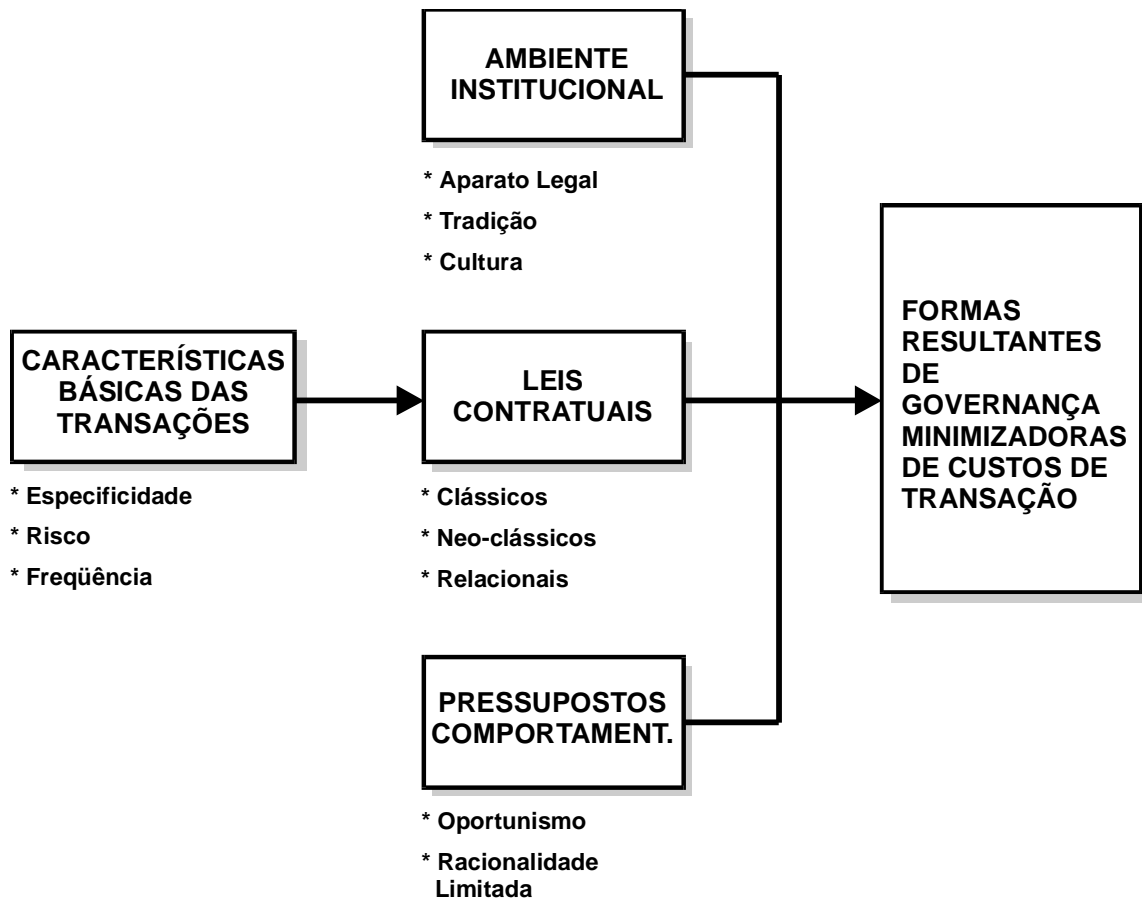 AMBIENTE
INSTITUCIONAL
* Aparato Legal
* Tradição
* Cultura
CARACTERÍSTICAS
BÁSICAS DAS
TRANSAÇÕES
* Especificidade
* Risco
* Freqüência
LEIS
CONTRATUAIS
* Clássicos
* Neo-clássicos
* Relacionais
PRESSUPOSTOS
COMPORTAMENT.
* Oportunismo
* Racionalidade
Limitada
FORMAS
RESULTANTES
DE
GOVERNANÇA
MINIMIZADORAS
DE CUSTOS DE
TRANSAÇÃO